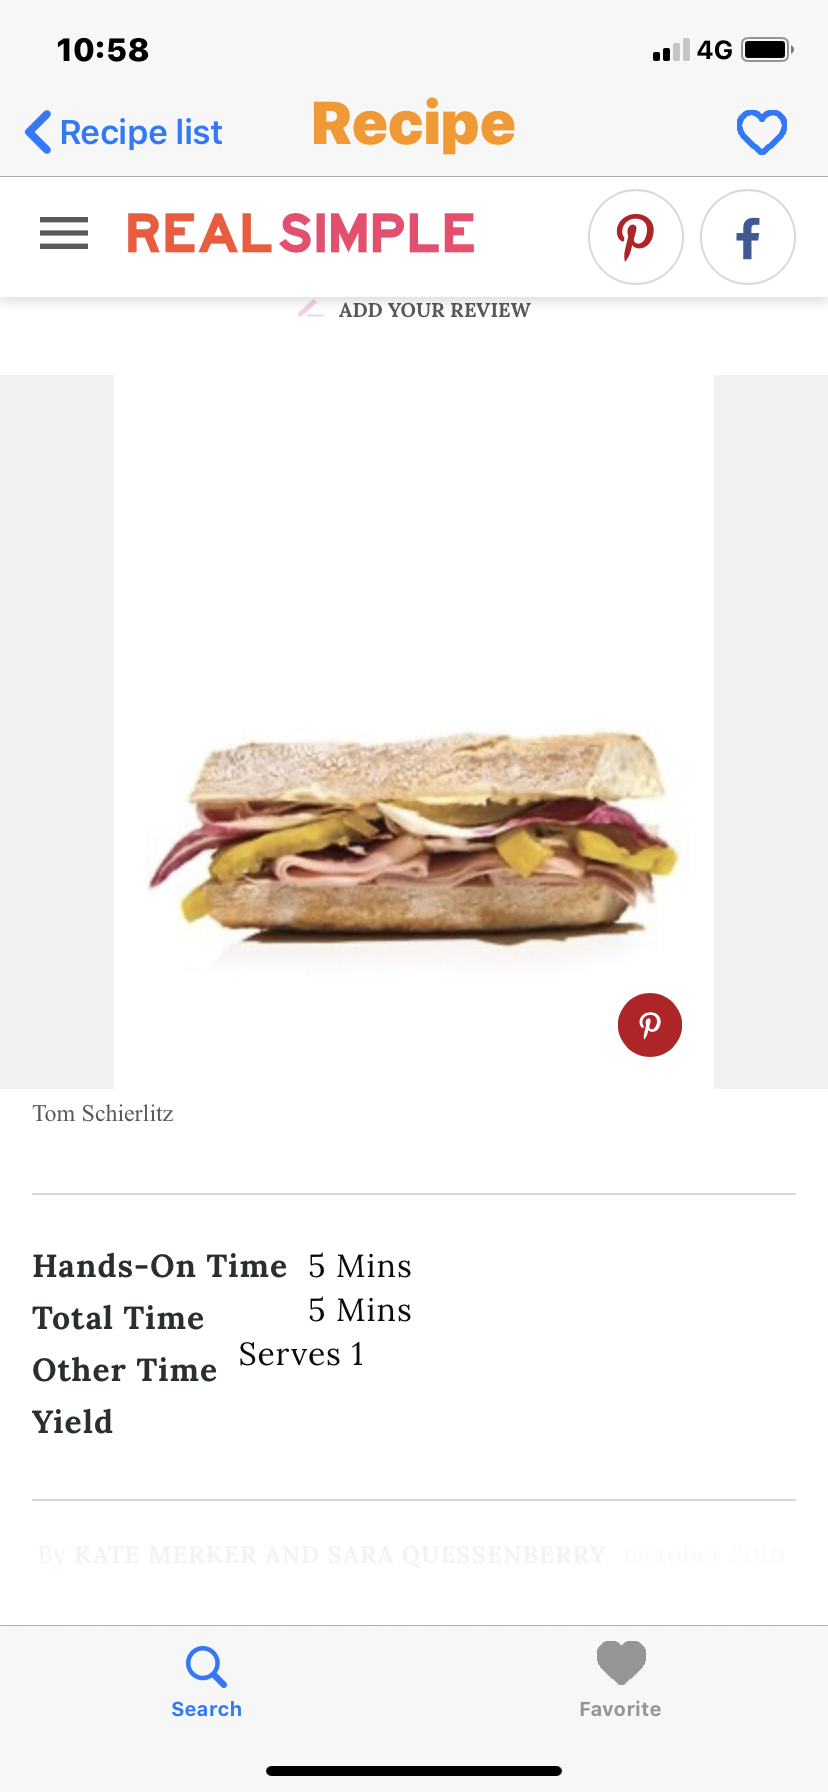 10:58
4G
Recipe list
Recipe
REAL SIMPLE
ADD YOUR REVIEW
Tom Schierlitz
Hands-On Time 5 Mins
Total Time 5 Mins
Other Time Serves 1
Yield
By KATE MERKER AND SARA QUESSENBERRY October 2010
Search
Favorite